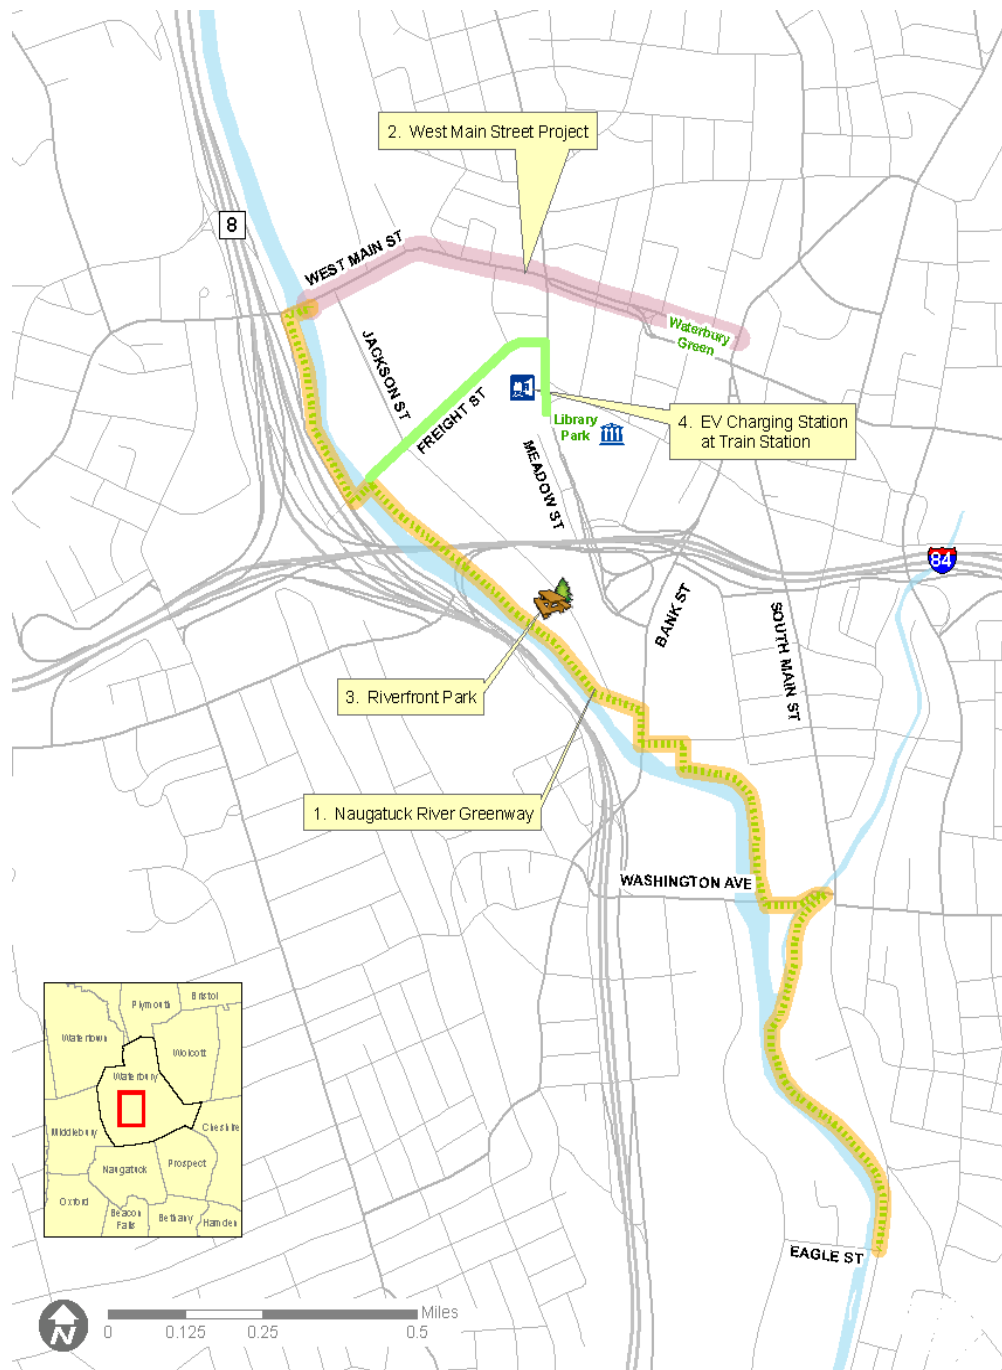 2. West Main Street Project
8
WEST MAIN ST
Waterbury
Green
JACKSON ST
FREIGHT ST
Library
Park
4. EV Charging Station
at Train Station
MEADOW ST
84
BANK ST
SOUTH MAIN ST
3. Riverfront Park
1. Naugatuck River Greenway
WASHINGTON AVE
EAGLE ST
Plymouth
Bristol
Watertown
Wolcott
Waterbury
Middlebury
Cheshire
Naugatuck
Prospect
Oxford
Beacon
Falls
Bethany
Hamden
N
Miles
0 0.125 0.25 0.5